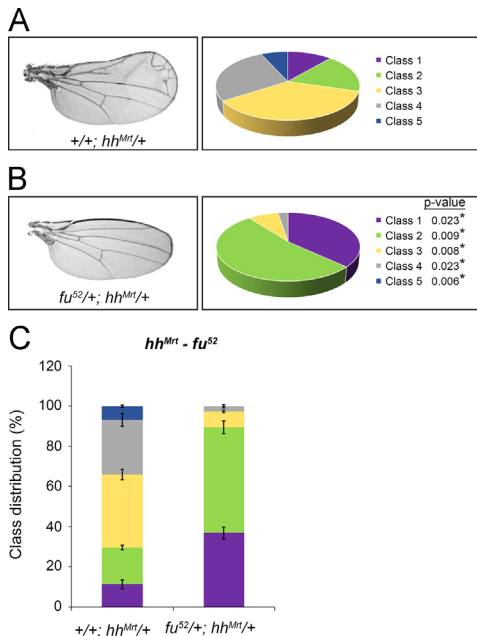 A
+/+; hhMrt/+
Class 1
Class 2
Class 3
Class 4
Class 5
B
fu52/+; hhMrt/+
p-value
Class 1 0.023*
Class 2 0.009*
Class 3 0.008*
Class 4 0.023*
Class 5 0.006*
C
hhMrt - fu52
Class distribution (%)
120
100
80
60
40
20
0
+/+; hhMrt/+
fu52/+; hhMrt/+